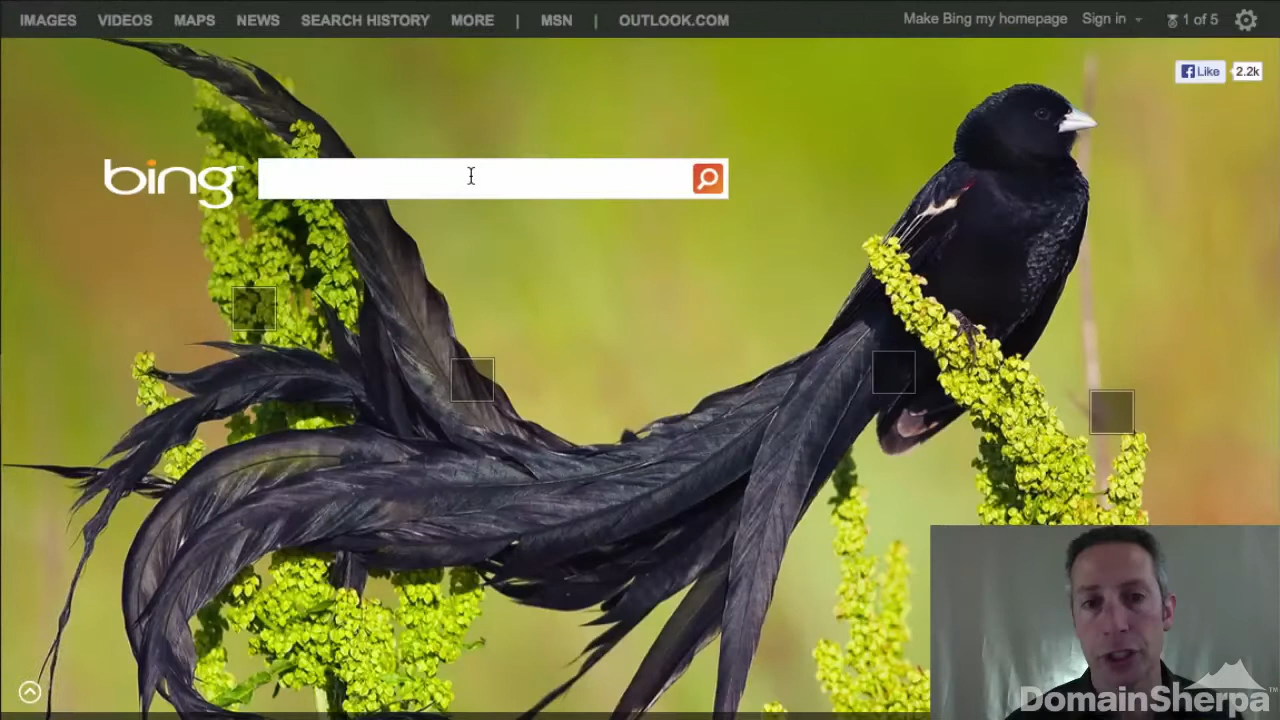 IMAGES VIDEOS MAPS NEWS SEARCH HISTORY MORE | MSN | OUTLOOK.COM Make Bing my homepage Sign in 1 of 5
Like 2.2k
bing
DomainSherpa™